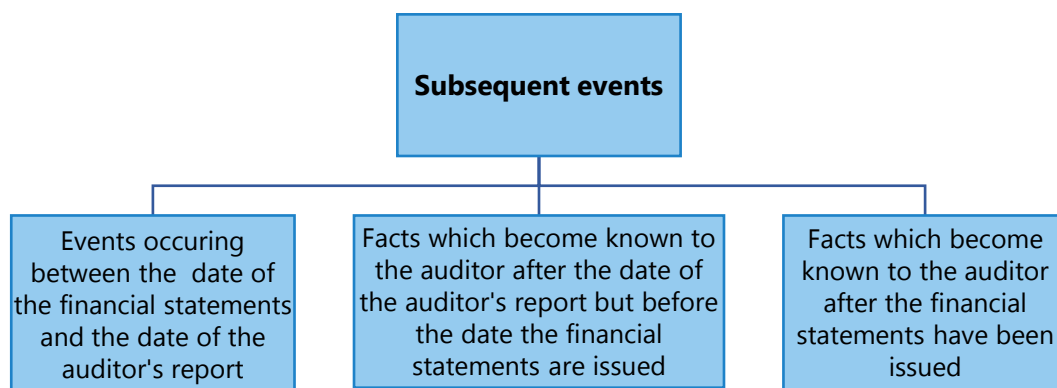 Subsequent events
Events occuring
between the date of
the financial statements
and the date of the
auditor's report
Facts which become known to
the auditor after the date of
the auditor's report but before
the date the financial
statements are issued
Facts which become
known to the auditor
after the financial
statements have been
issued